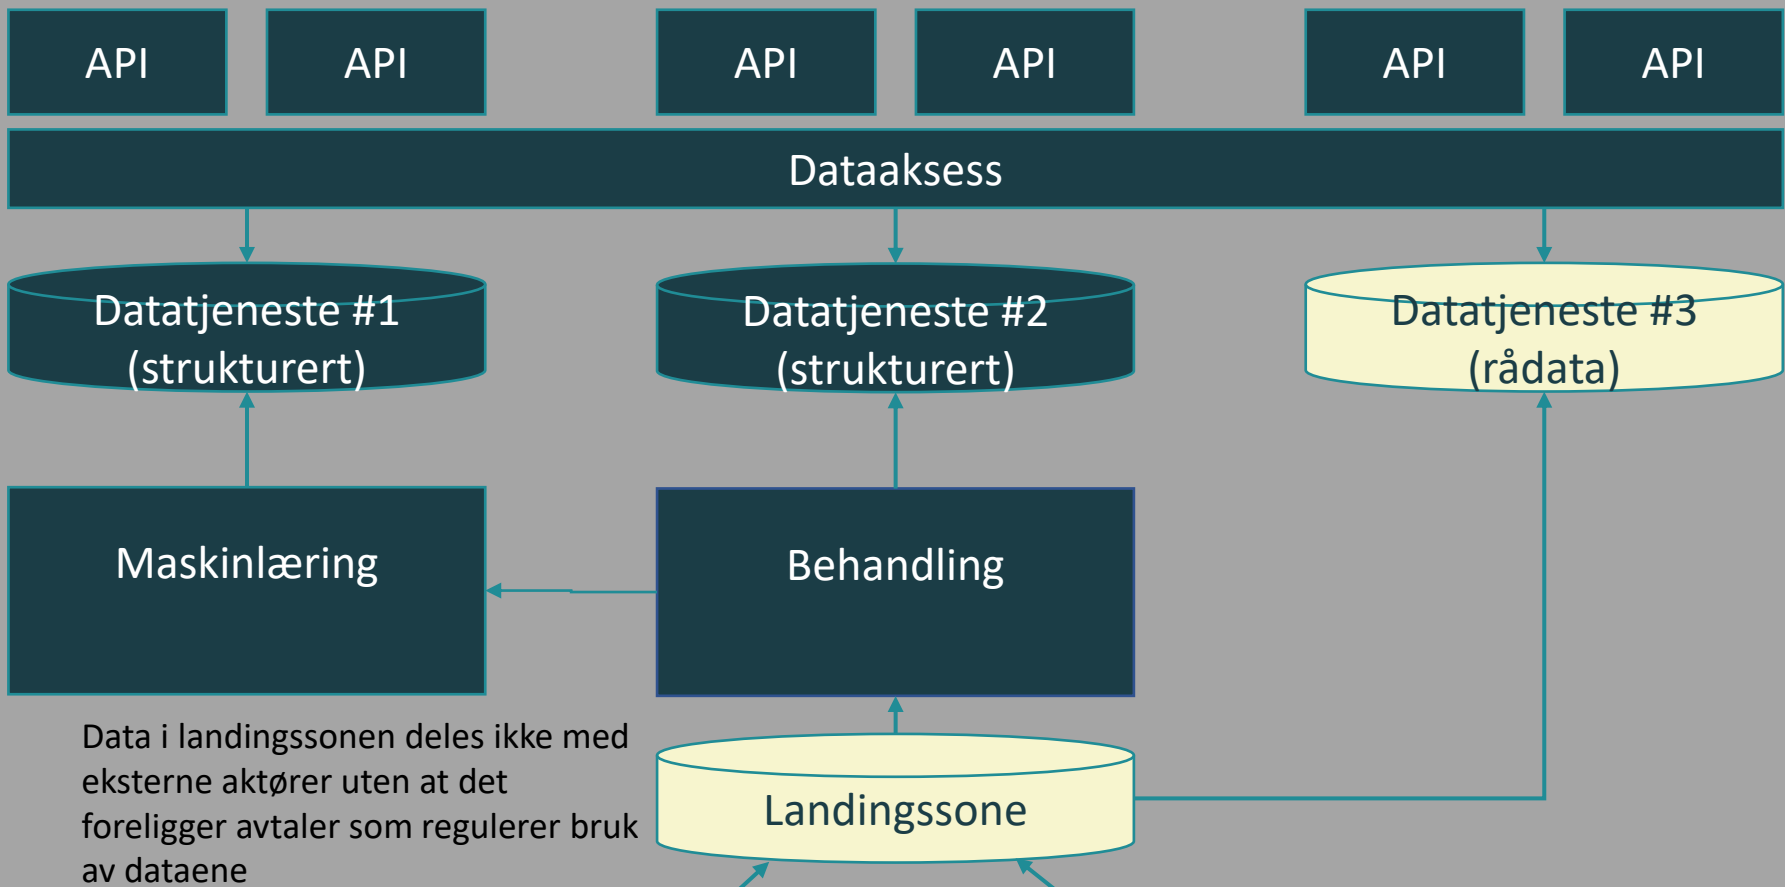 API
API
API
API
API
API
Dataaksess
Datatjeneste #1
(strukturert)
Datatjeneste #2
(strukturert)
Datatjeneste #3
(rådata)
Maskinlæring
Behandling
Data i landingssonen deles ikke med
eksterne aktører uten at det
foreligger avtaler som regulerer bruk
av dataene
Landingssone